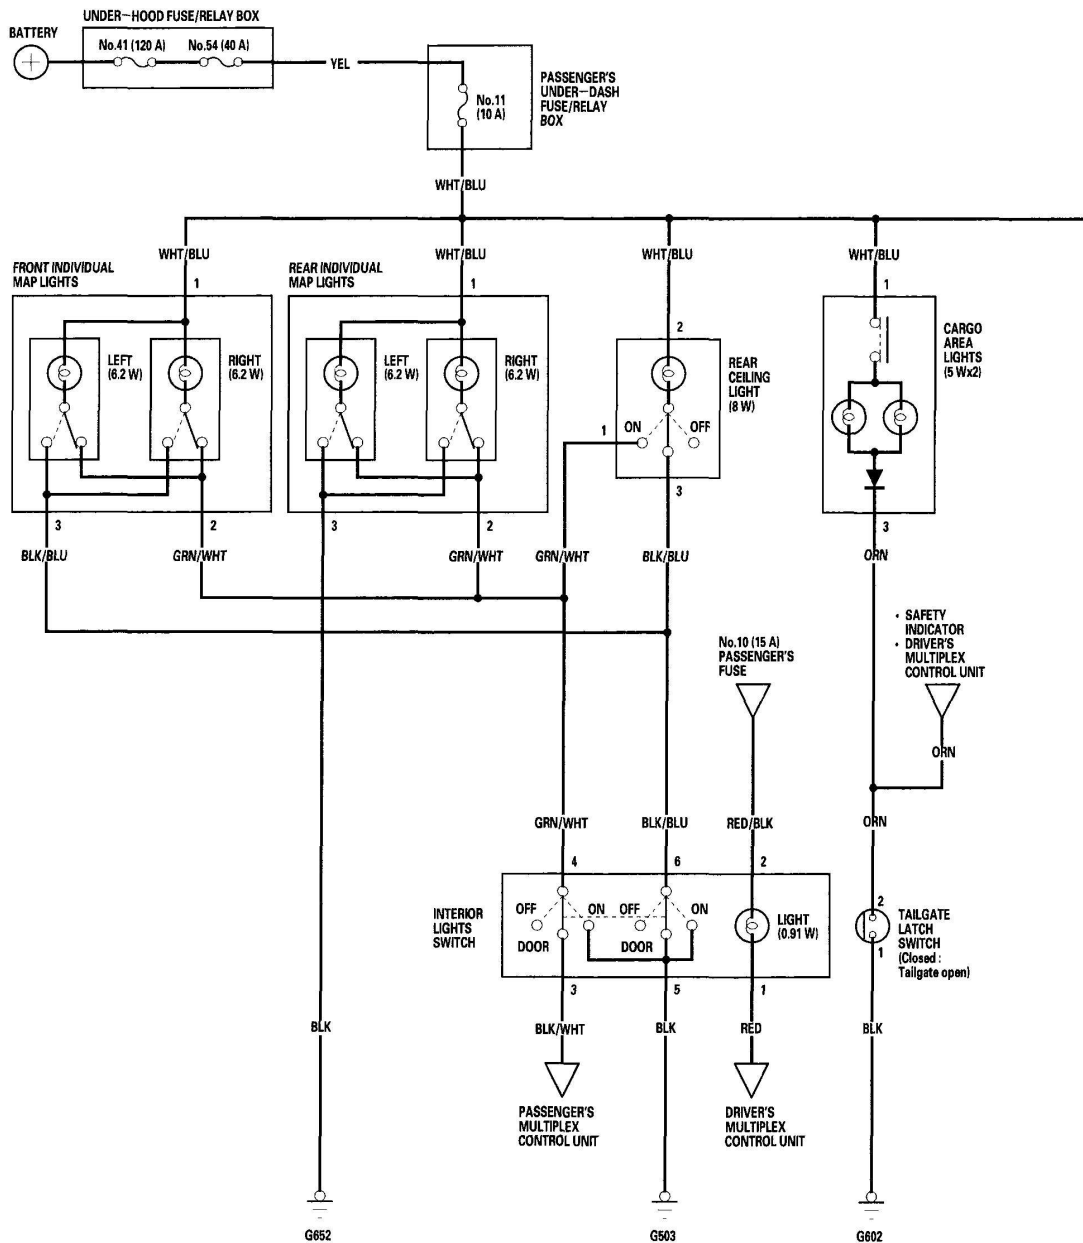 UNDER-HOOD FUSE/RELAY BOX
BATTERY
No.41 (120 A)
No.54 (40 A)
YEL
No.11
(10 A)
PASSENGER'S
UNDER-DASH
FUSE/RELAY
BOX
WHT/BLU
WHT/BLU
WHT/BLU
WHT/BLU
WHT/BLU
FRONT INDIVIDUAL
MAP LIGHTS
1
REAR INDIVIDUAL
MAP LIGHTS
1
2
1
LEFT
(6.2 W)
RIGHT
(6.2 W)
LEFT
(6.2 W)
RIGHT
(6.2 W)
REAR
CEILING
LIGHT
(8 W)
CARGO
AREA
LIGHTS
(5 Wx2)
1
ON
OFF
3
3
2
3
2
3
BLK/BLU
GRN/WHT
GRN/WHT
GRN/WHT
BLK/BLU
ORN
No.10 (15 A)
PASSENGER'S
FUSE
• SAFETY
INDICATOR
• DRIVER'S
MULTIPLEX
CONTROL UNIT
ORN
GRN/WHT
BLK/BLU
RED/BLK
ORN
4
6
2
INTERIOR
LIGHTS
SWITCH
OFF
ON
OFF
ON
DOOR
DOOR
LIGHT
(0.91 W)
2
1
TAILGATE
LATCH
SWITCH
(Closed :
Tailgate open)
3
5
1
BLK
BLK/WHT
BLK
RED
BLK
PASSENGER'S
MULTIPLEX
CONTROL UNIT
DRIVER'S
MULTIPLEX
CONTROL UNIT
G652
G503
G602